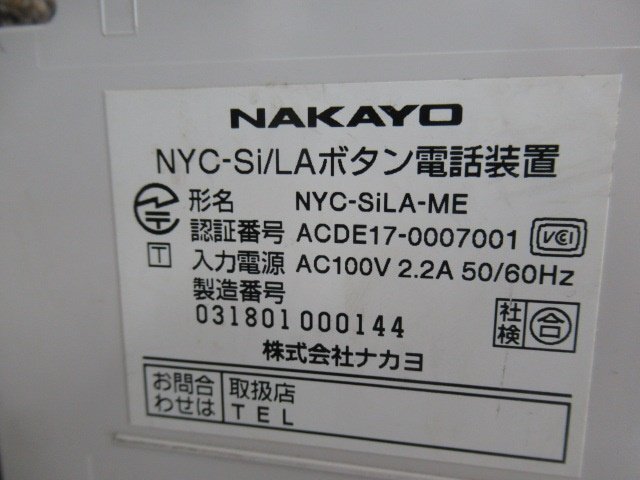 NAKAYO
NYC-Si/LAボタン電話装置
形名 NYC-SiLA-ME
認証番号 ACDE17-0007001 VCI
T 入力電源 AC100V 2.2A 50/60Hz
製造番号
031801000144
社検 合
株式会社ナカヨ
お問合わせは
取扱店
TEL